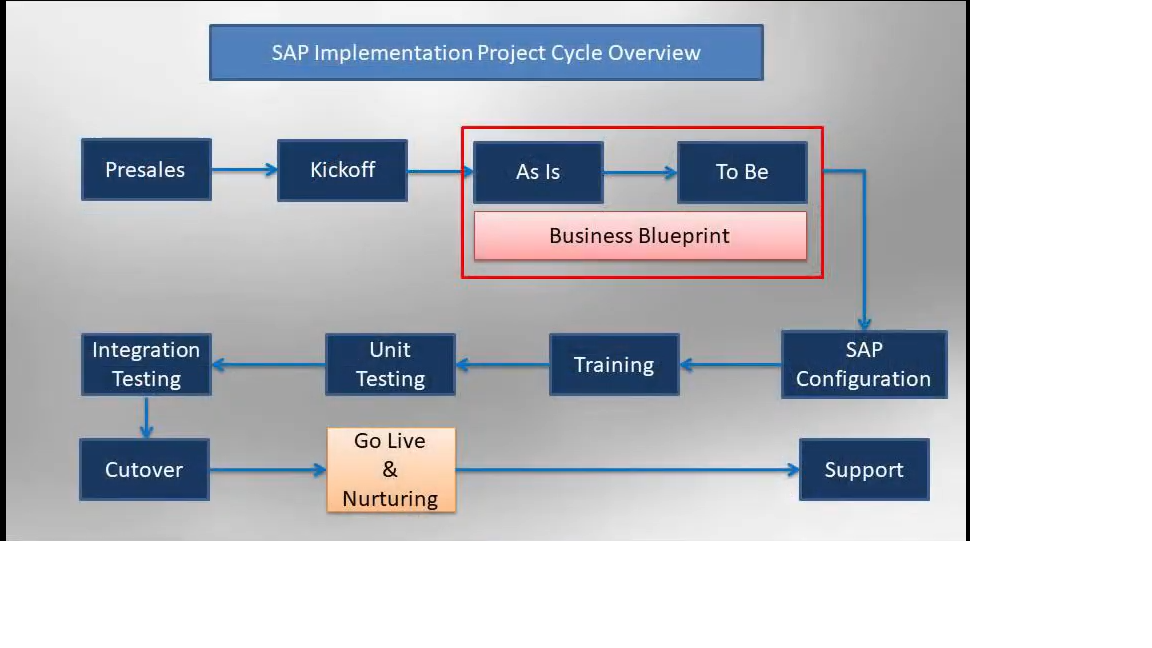 SAP Implementation Project Cycle Overview
Presales
Kickoff
As Is
To Be
Business Blueprint
Integration
Testing
Unit
Testing
Training
SAP
Configuration
Cutover
Go Live
&
Nurturing
Support